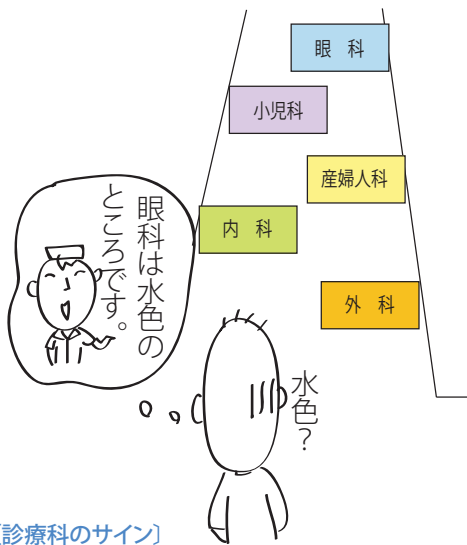 眼 科
小児科
産婦人科
内 科
外 科
眼科は水色の
ところです。
水色？
診療科のサイン〕